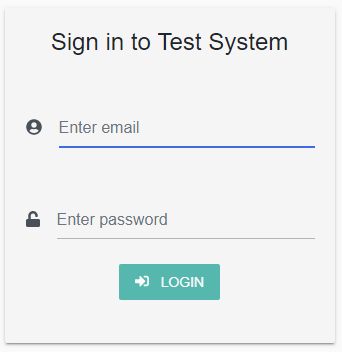 Sign in to Test System
Enter email
Enter password
LOGIN